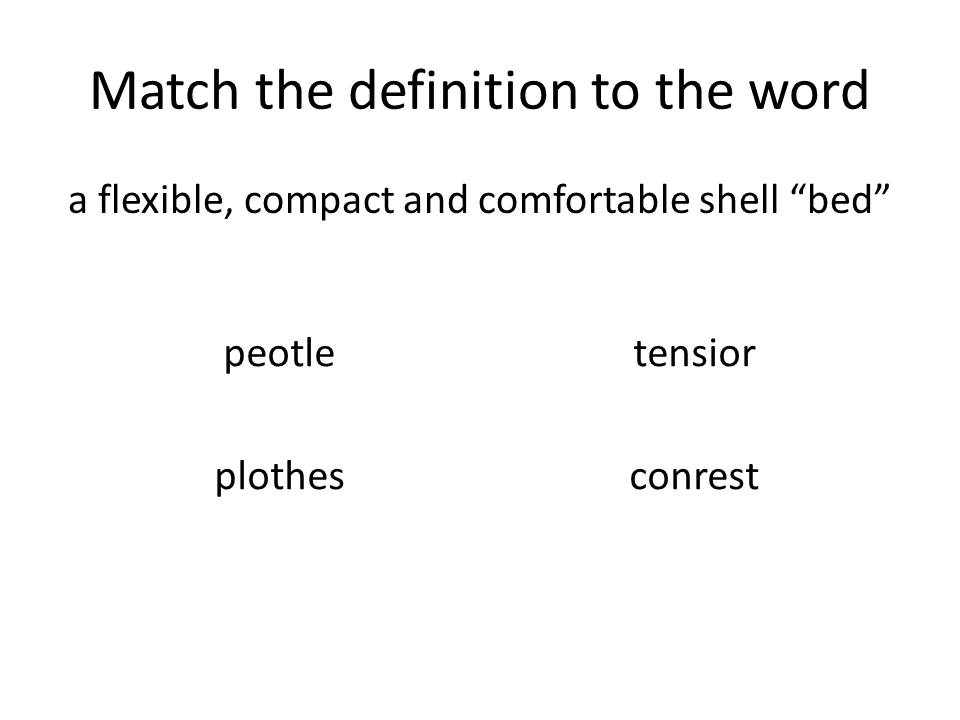 Match the definition to the word
a flexible, compact and comfortable shell “bed”
peotle
tensior
plothes
conrest